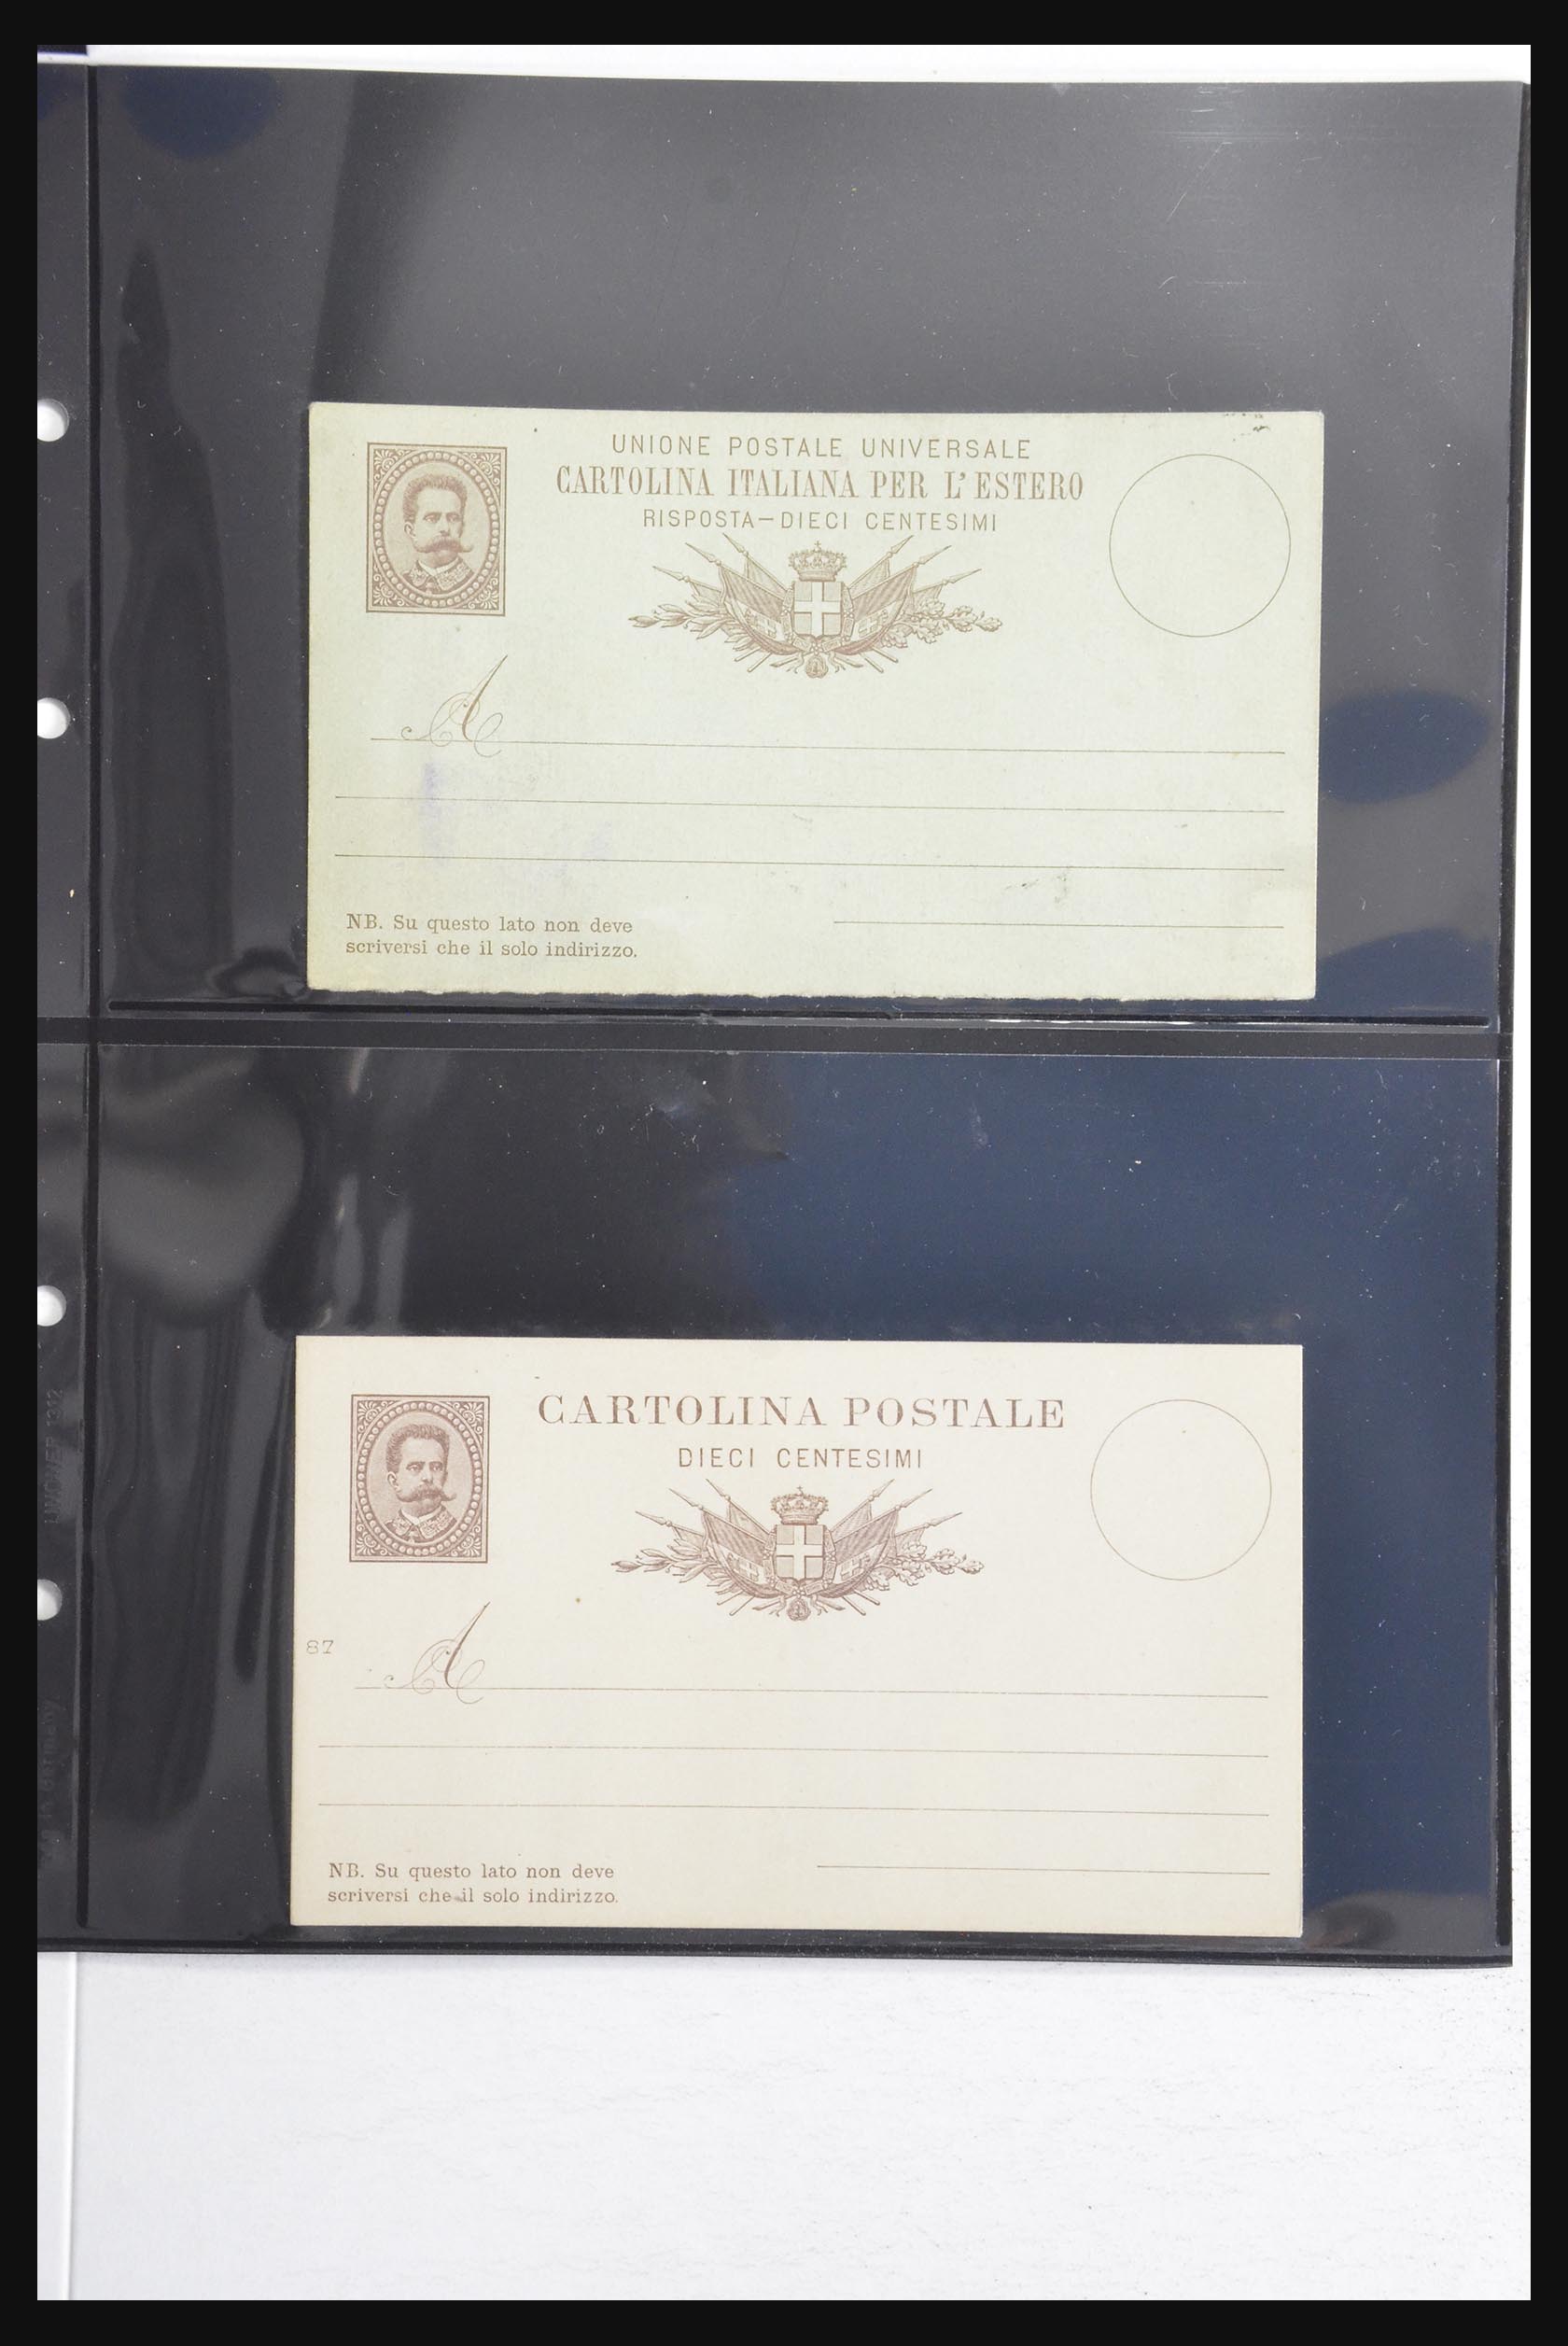 UNIONE POSTALE UNIVERSALE
CARTOLINA ITALIANA PER L'ESTERO
RISPOSTA—DIECI CENTESIMI
A
NB. Su questo lato non deve
scriversi che il solo indirizzo.
CARTOLINA POSTALE
DIECI CENTESIMI
87
A
NB. Su questo lato non deve
scriversi che il solo indirizzo.